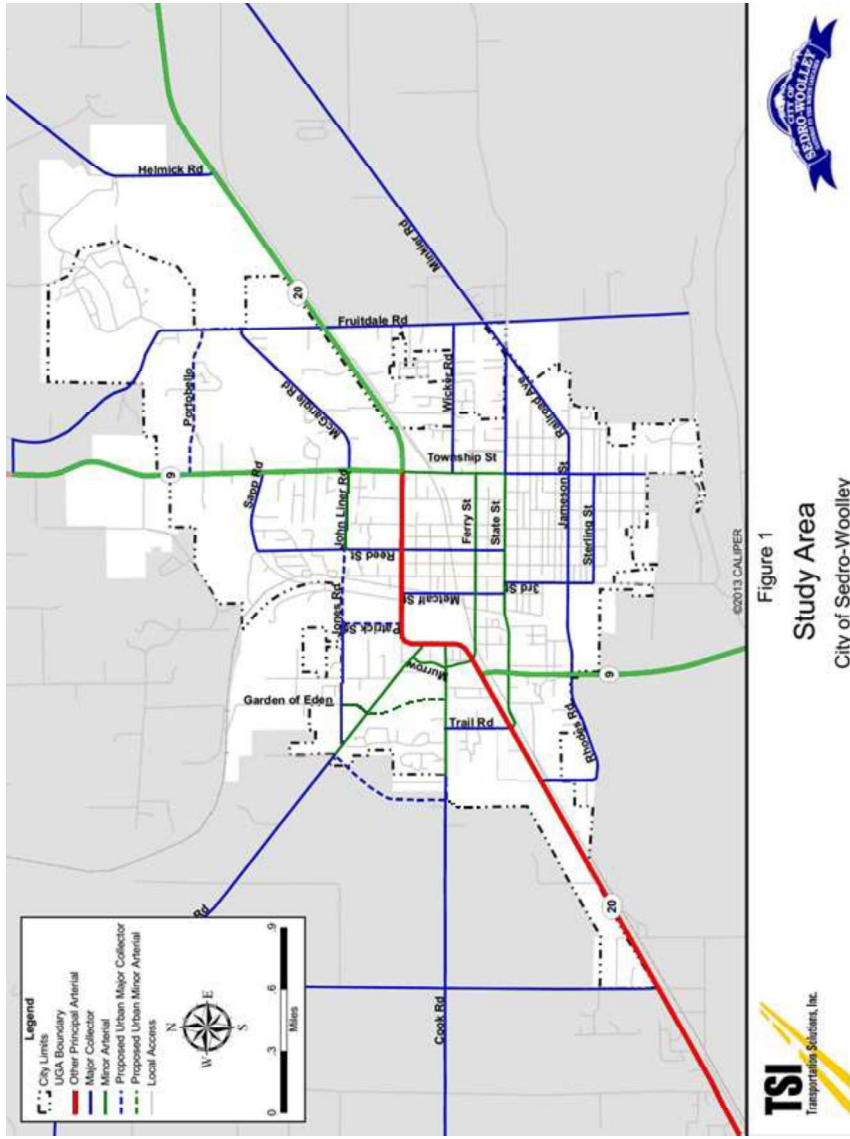 Helmick Rd
20
Minkler Rd
Fruitdale Rd
Portobello
McGarigle Rd
Wicker Rd
Railroad Ave
9
Sapp Rd
John Liner Rd
Township St
Ferry St
State St
Jameson St
Sterling St
Reed St
Jones Rd
Patrick St
Metcalf St
3rd St
Murrow
Garden of Eden
Trail Rd
Rhodes Rd
9
20
Rd
Cook Rd
Legend
City Limits
UGA Boundary
Other Principal Arterial
Major Collector
Minor Arterial
Proposed Urban Major Collector
Proposed Urban Minor Arterial
Local Access
N
W
E
S
0
.3
.6
.9
Miles
©2013 CALIPER
Figure 1
Study Area
City of Sedro-Woolley
TSI
Transportation Solutions, Inc.
CITY OF
SEDRO-WOOLLEY